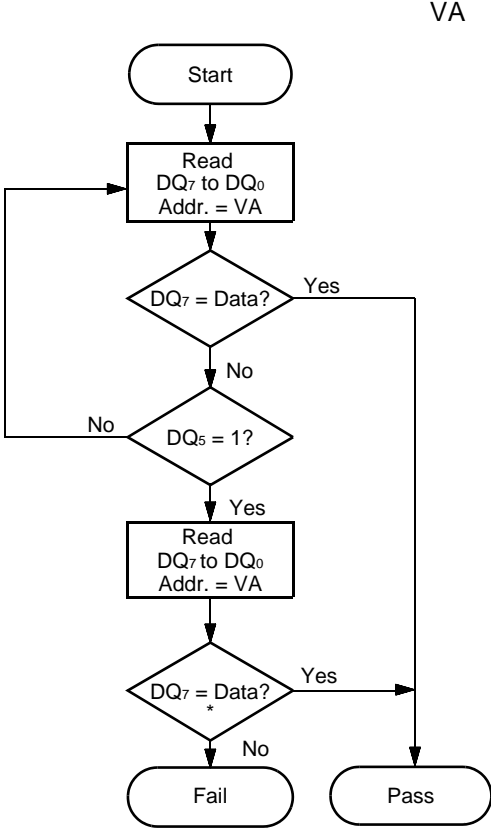 VA
Start
Read
DQ7 to DQ0
Addr. = VA
DQ7 = Data?
Yes
No
DQ5 = 1?
No
Yes
Read
DQ7 to DQ0
Addr. = VA
DQ7 = Data?
*
Yes
No
Fail
Pass